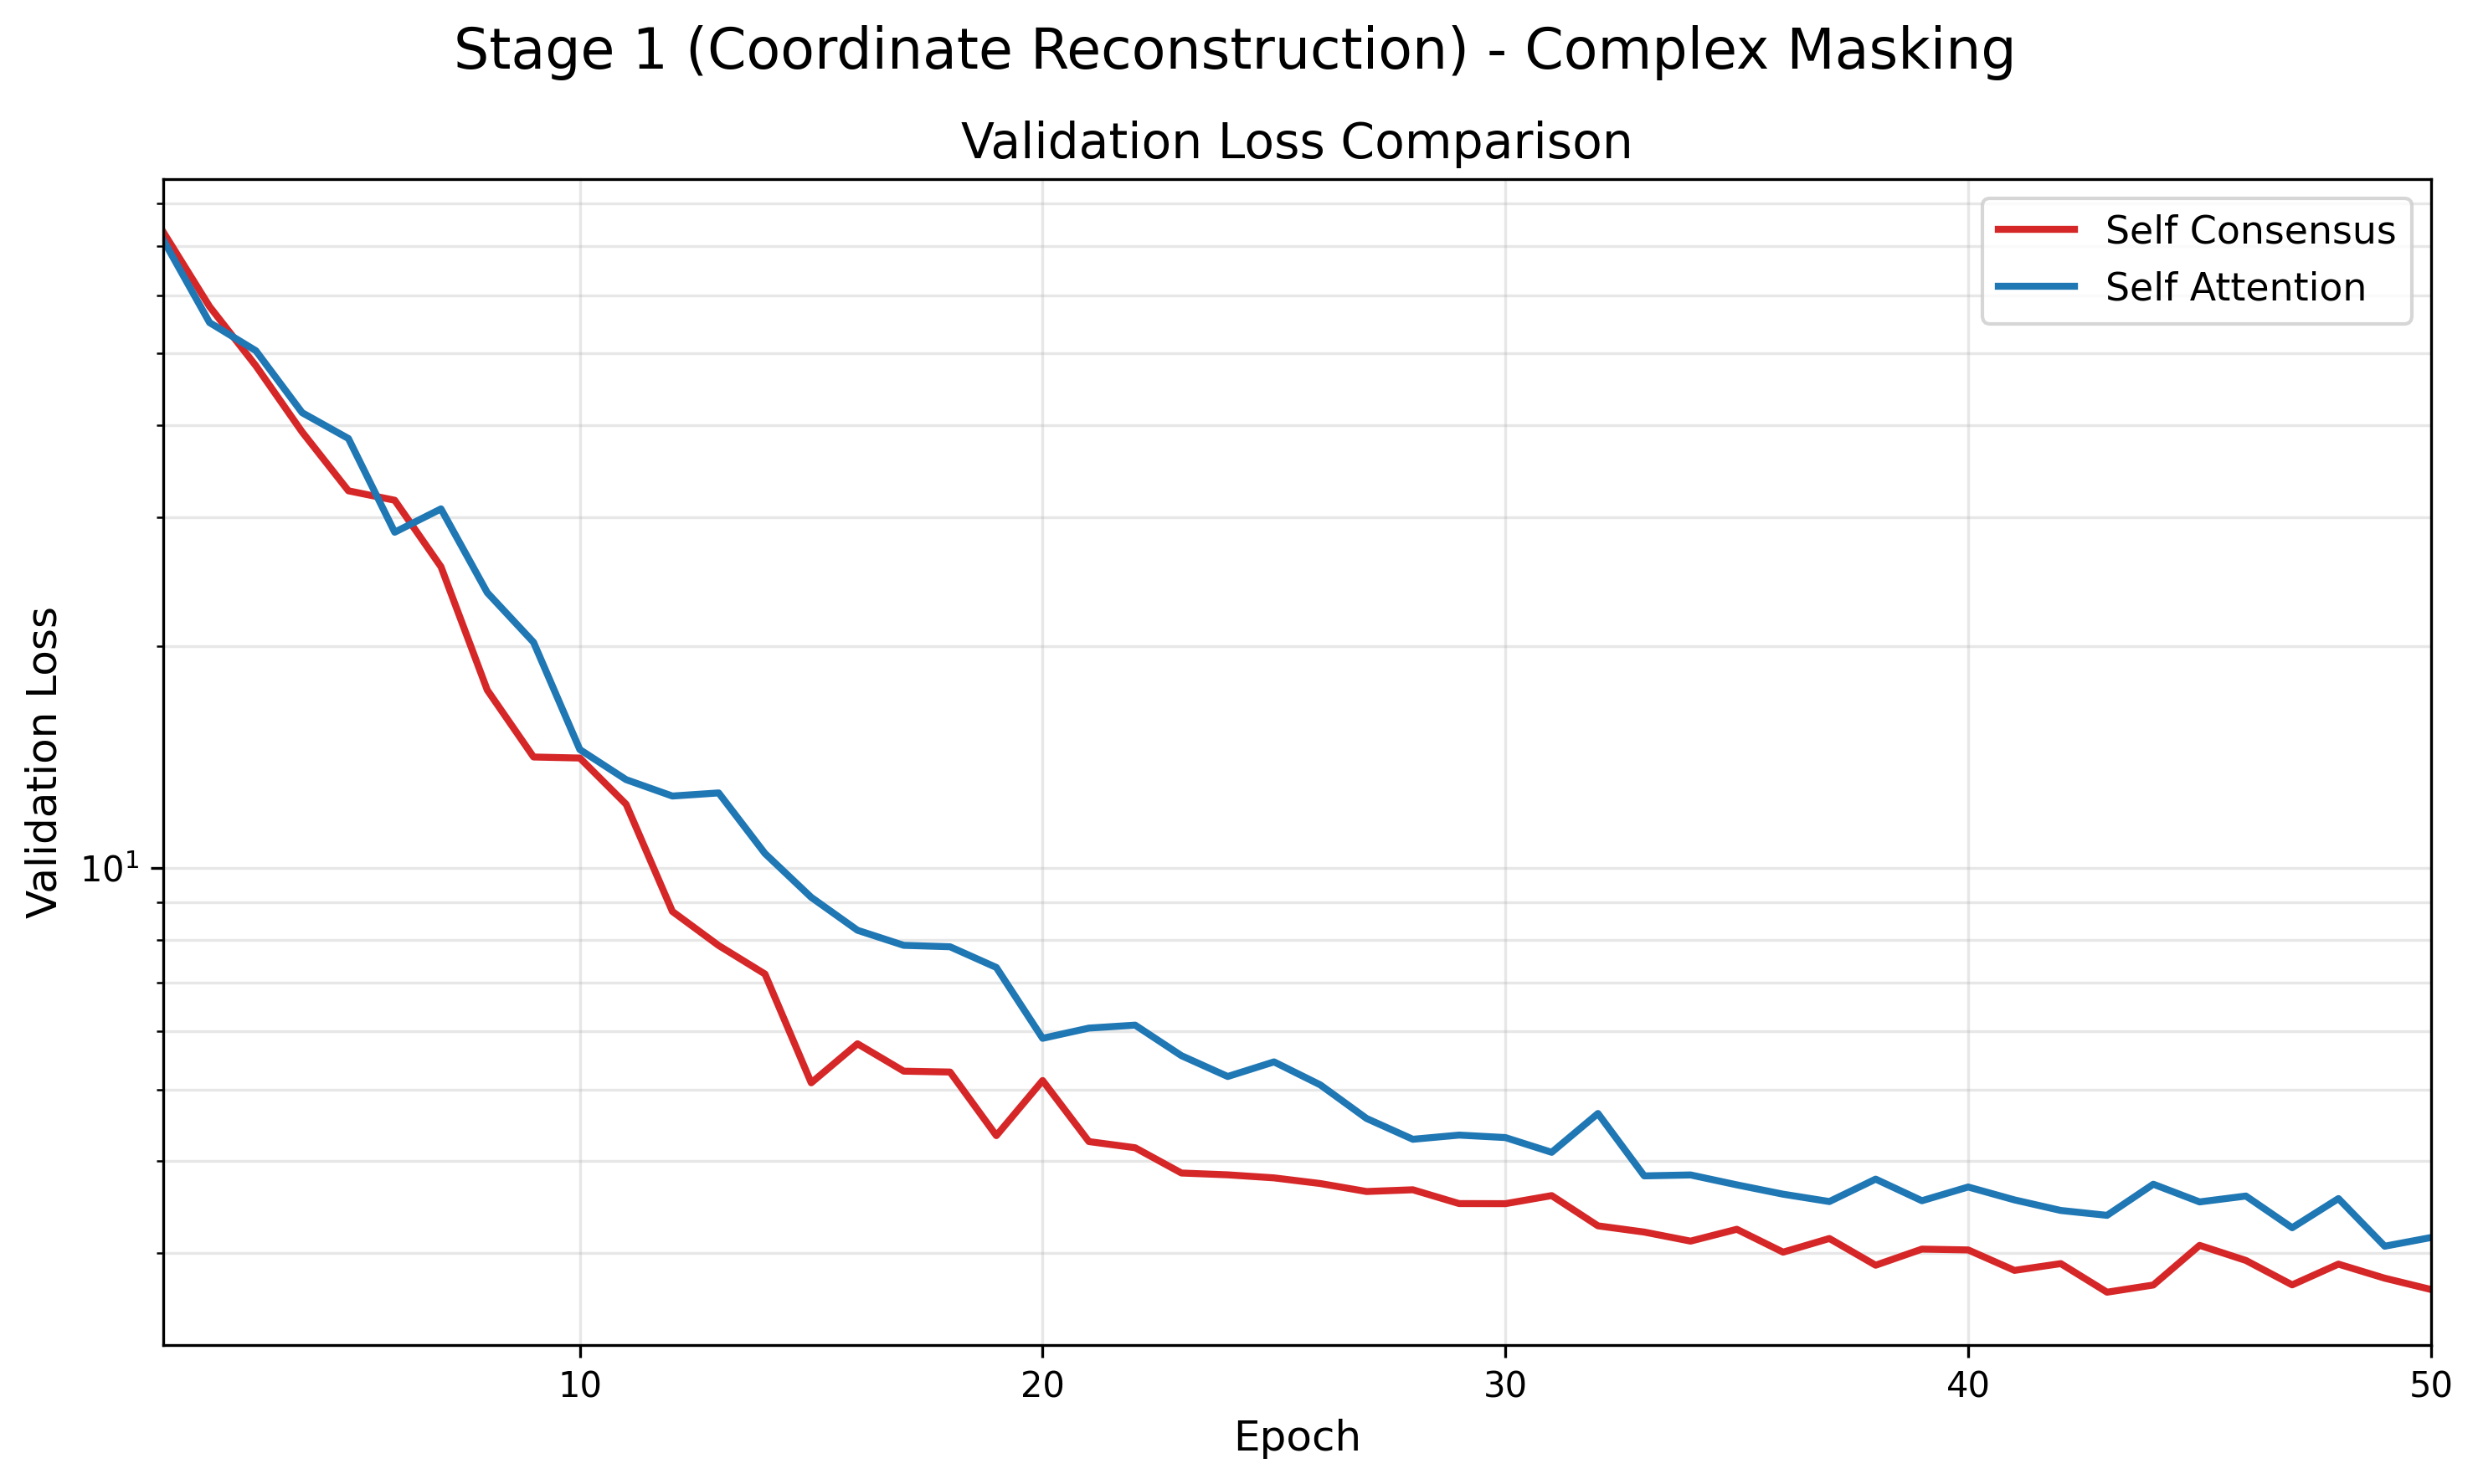 Stage 1 (Coordinate Reconstruction) - Complex Masking
Validation Loss Comparison
Self Consensus
Self Attention
Validation Loss
10¹
10
20
30
40
50
Epoch